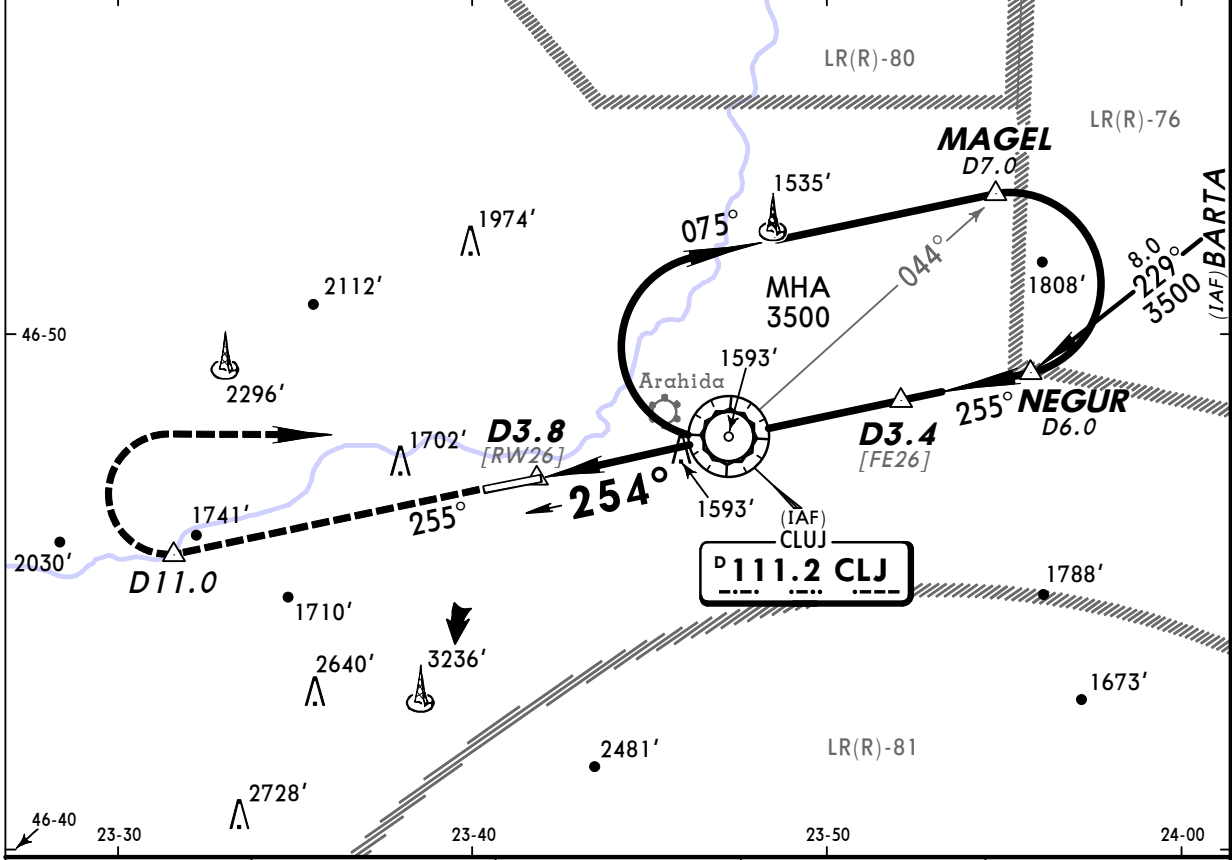 LR(R)-80
LR(R)-76
MAGEL
D7.0
1535'
BARTA
(IAF)
8.0
229°
3500
1974'
075°
044°
2112'
MHA
3500
1808'
46-50
1593'
Arahida
2296'
NEGUR
D6.0
255°
D3.4
[FE26]
1702'
D3.8
[RW26]
254°
1593'
255°
1741'
2030'
D11.0
(IAF)
CLUJ
D 111.2 CLJ
1788'
1710'
2640'
3236'
1673'
2481'
LR(R)-81
2728'
46-40
23-30
23-40
23-50
24-00